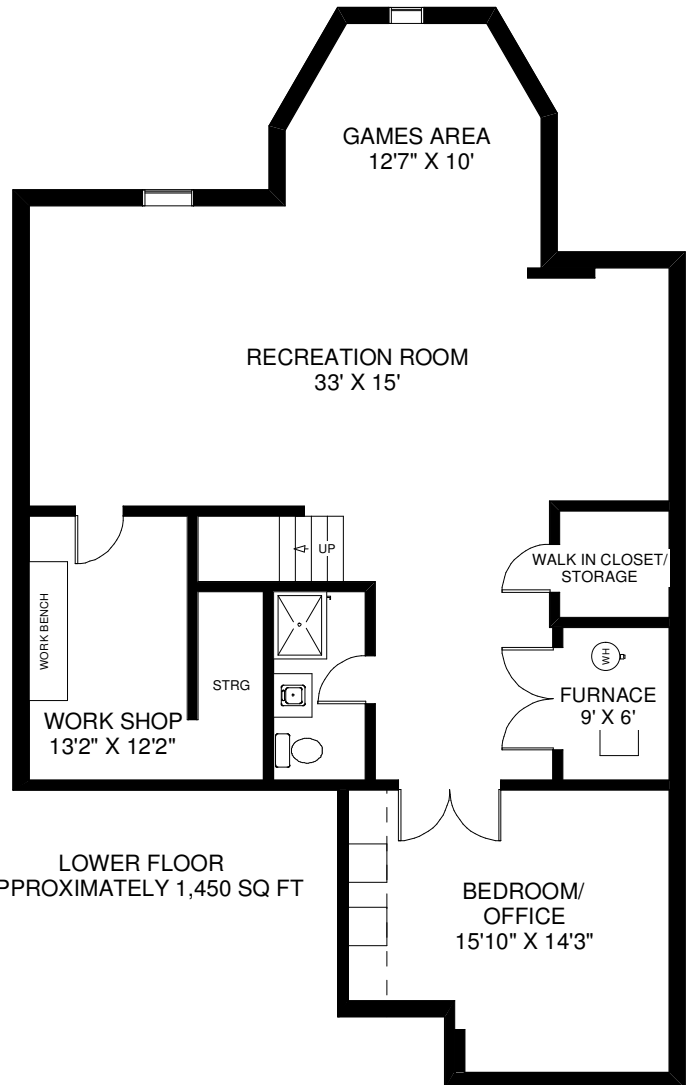 GAMES AREA
12'7" X 10'
RECREATION ROOM
33' X 15'
UP
WALK IN CLOSET/
STORAGE
WORK BENCH
WH
STRG
FURNACE
9' X 6'
WORK SHOP
13'2" X 12'2"
LOWER FLOOR
PPROXIMATELY 1,450 SQ FT
BEDROOM/
OFFICE
15'10" X 14'3"